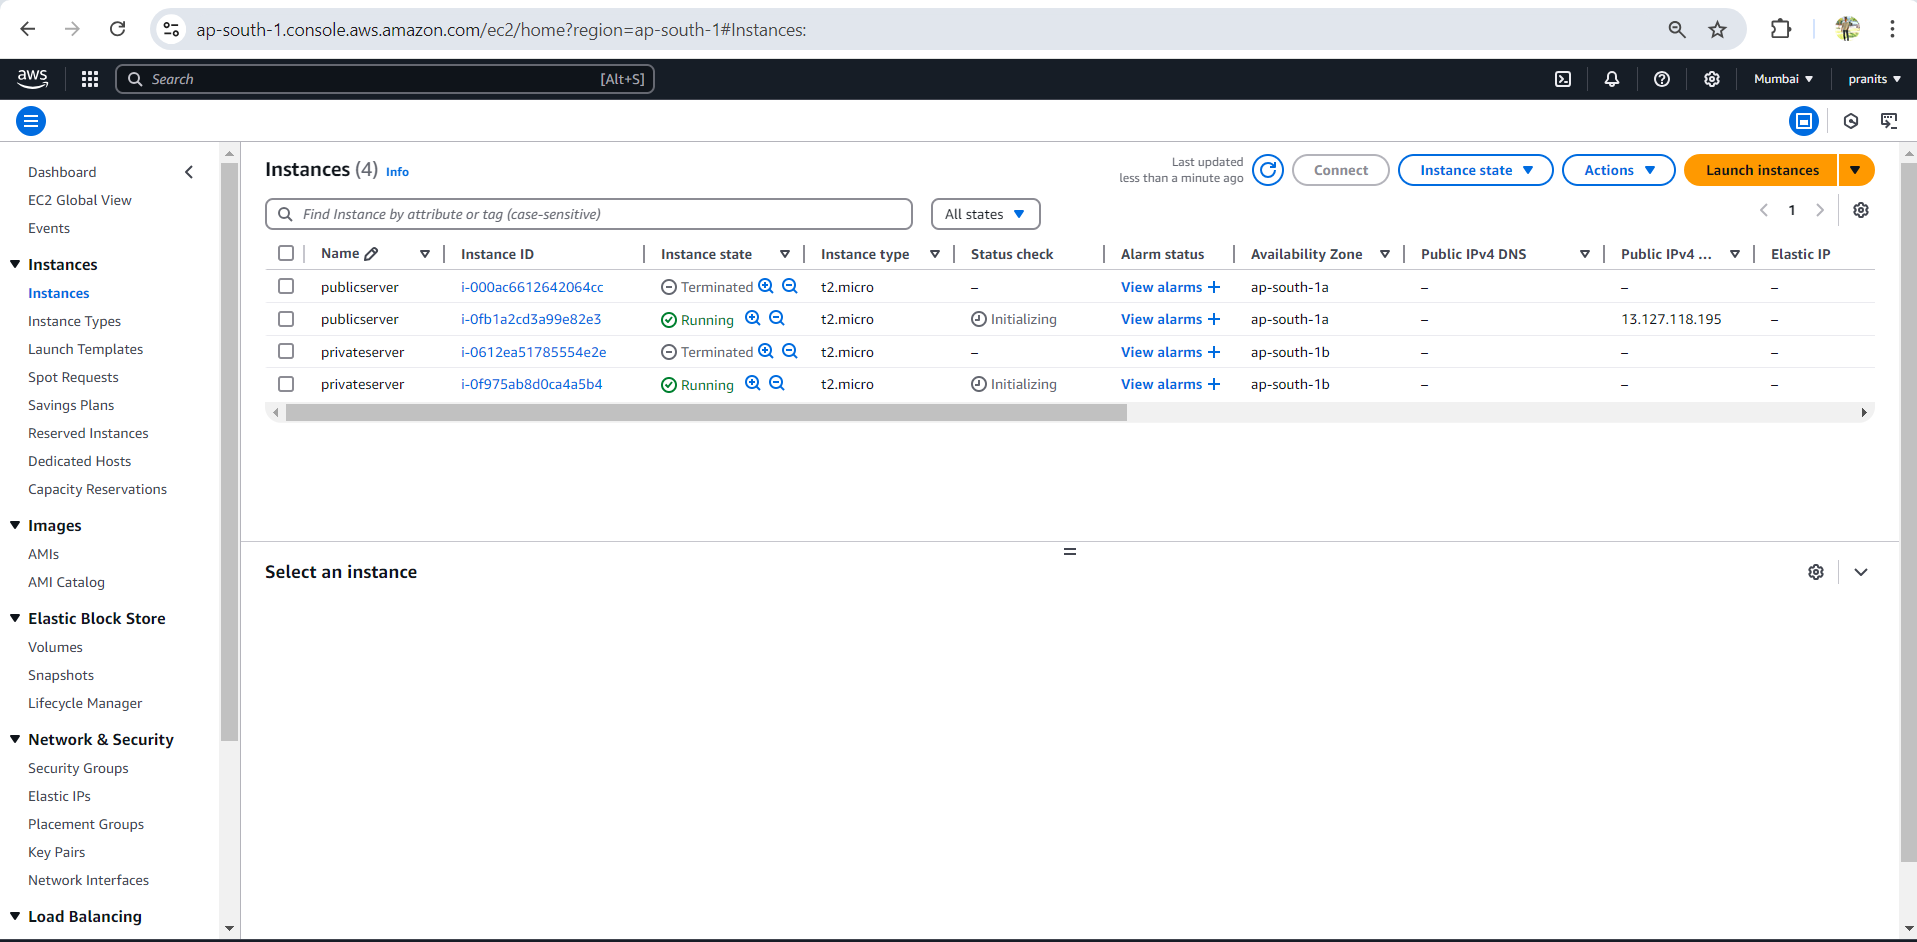 ap-south-1.console.aws.amazon.com/ec2/home?region=ap-south-1#Instances:
aws Search [Alt+S] Mumbai pranits
Dashboard
EC2 Global View
Events
Instances
Instances
Instance Types
Launch Templates
Spot Requests
Savings Plans
Reserved Instances
Dedicated Hosts
Capacity Reservations
Images
AMIs
AMI Catalog
Elastic Block Store
Volumes
Snapshots
Lifecycle Manager
Network & Security
Security Groups
Elastic IPs
Placement Groups
Key Pairs
Network Interfaces
Load Balancing
Instances (4) Info
Last updated
less than a minute ago
Connect Instance state Actions Launch instances
Find Instance by attribute or tag (case-sensitive) All states 1
Name Instance ID Instance state Instance type Status check Alarm status Availability Zone Public IPv4 DNS Public IPv4 ... Elastic IP
publicserver i-000ac6612642064cc Terminated t2.micro – View alarms + ap-south-1a – – –
publicserver i-0fb1a2cd3a99e82e3 Running t2.micro Initializing View alarms + ap-south-1a – 13.127.118.195 –
privateserver i-0612ea51785554e2e Terminated t2.micro – View alarms + ap-south-1b – – –
privateserver i-0f975ab8d0ca4a5b4 Running t2.micro Initializing View alarms + ap-south-1b – – –
Select an instance